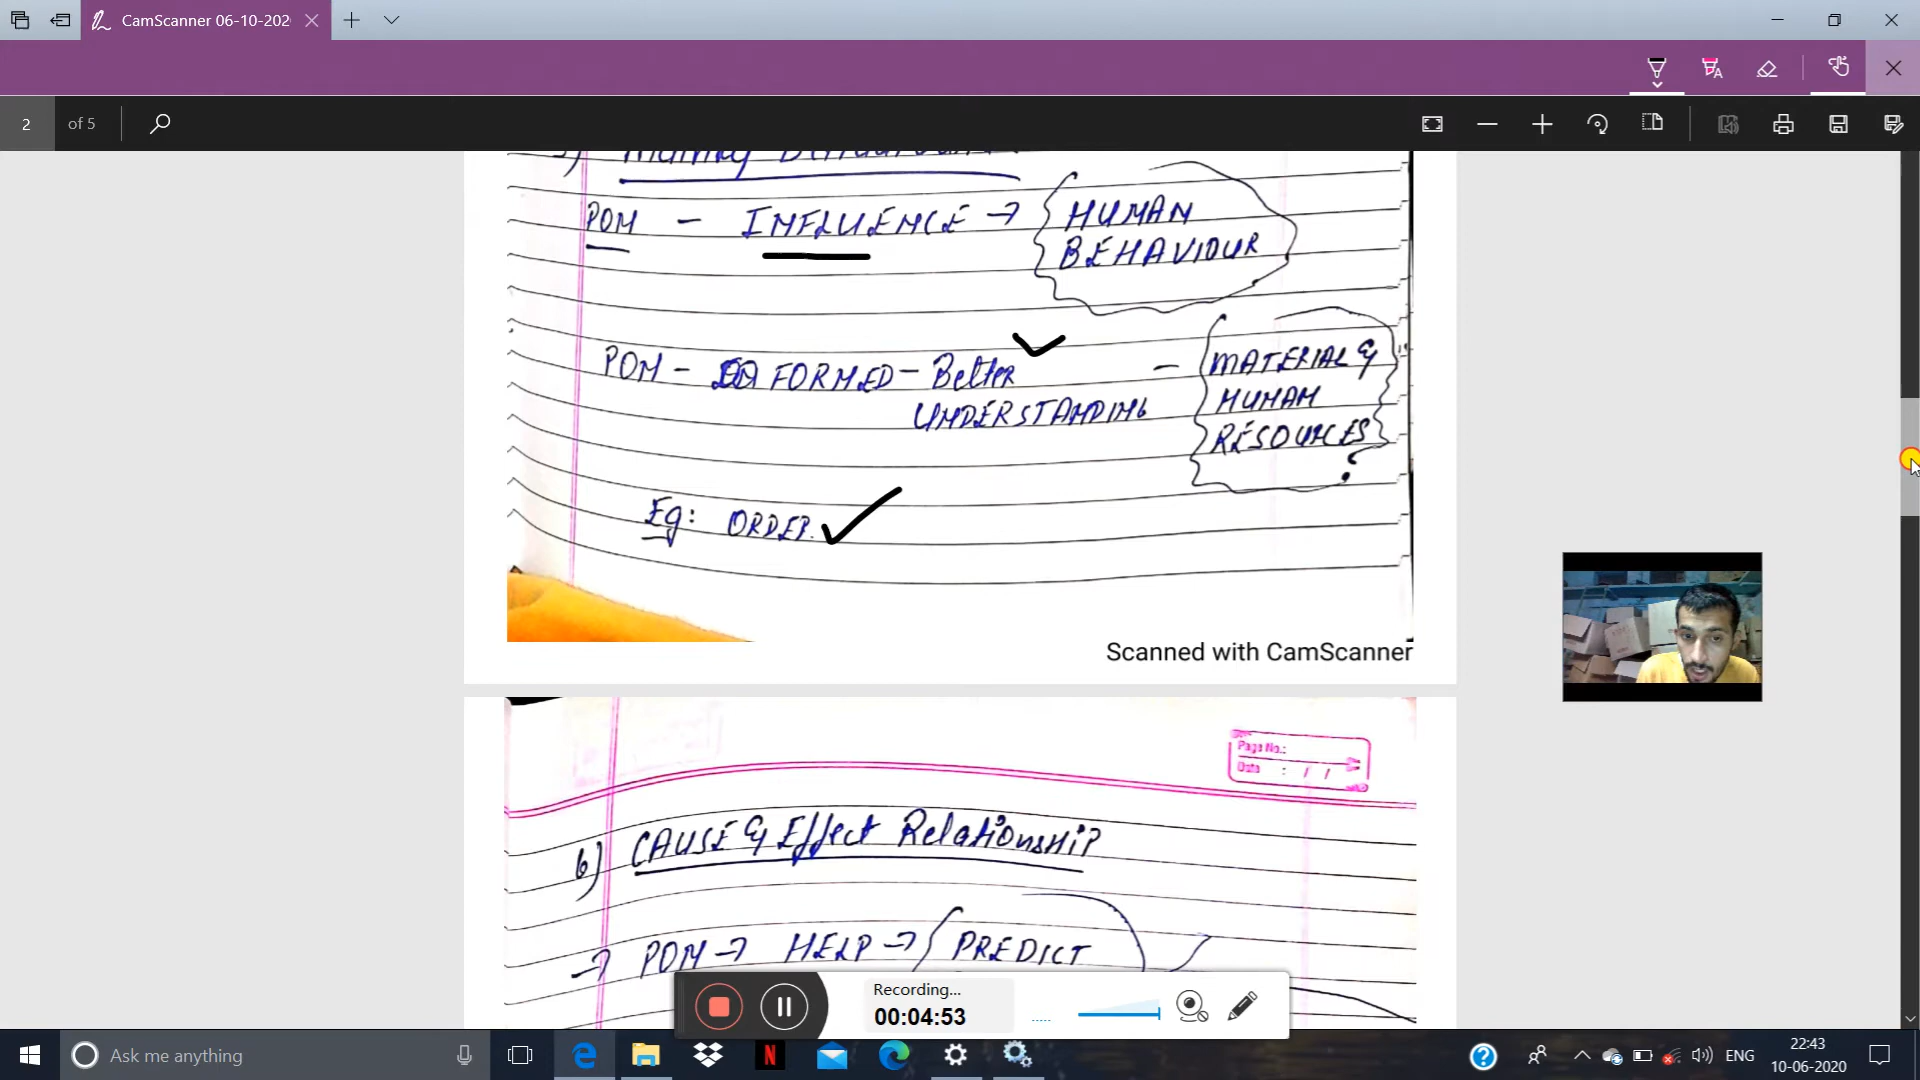 CamScanner 06-10-202
2 of 5
POM - INFLUENCE → HUMAN
BEHAVIOUR
POM - FORMED - Better
UNDERSTANDING
- MATERIAL &
HUMAN
RESOURCES
?
Eg: ORDER.
Scanned with CamScanner
Page No.:
Date : / /
6) CAUSE & Effect Relationship
→ POM → HELP → PREDICT
Recording...
00:04:53
Ask me anything
ENG
22:43
10-06-2020